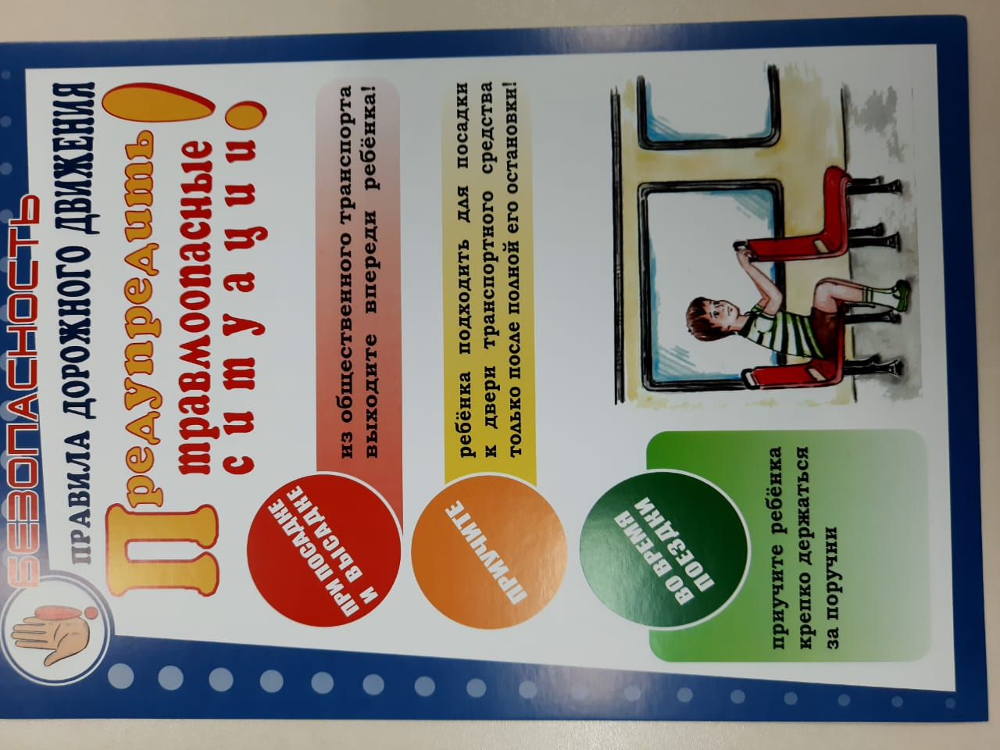 БЕЗОПАСНОСТЬ
ПРАВИЛА ДОРОЖНОГО ДВИЖЕНИЯ
Предупредить
травмоопасные
ситуации!
ПРИ ПОСАДКЕ
И ВЫСАДКЕ
из общественного транспорта
выходите впереди ребёнка!
ПРИУЧИТЕ
ребёнка подходить для посадки
к двери транспортного средства
только после полной его остановки!
ВО ВРЕМЯ
ПОЕЗДКИ
приучите ребёнка
крепко держаться
за поручни